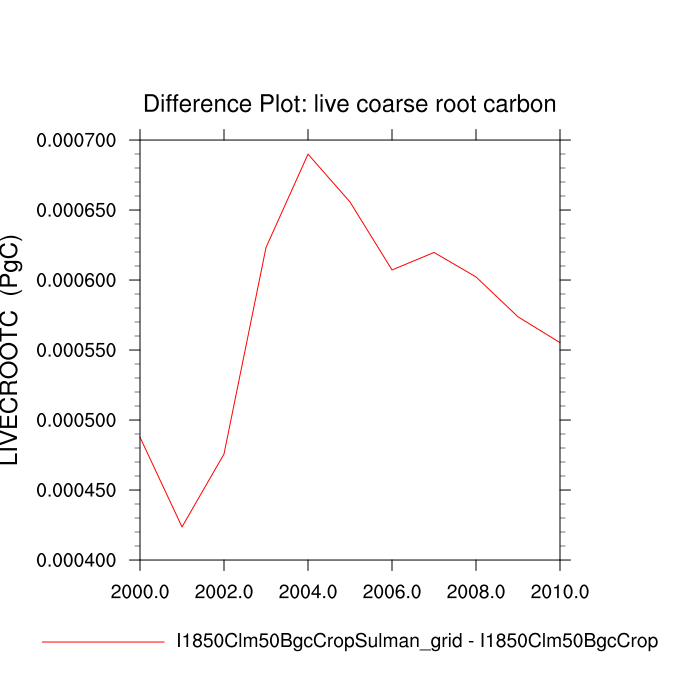 Difference Plot: live coarse root carbon
LIVECROOTC (PgC)
0.000700
0.000650
0.000600
0.000550
0.000500
0.000450
0.000400
2000.0 2002.0 2004.0 2006.0 2008.0 2010.0
I1850Clm50BgcCropSulman_grid - I1850Clm50BgcCrop